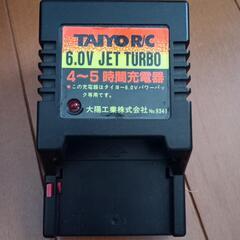 TAIYO R/C
6.0V JET TURBO
4〜5時間充電器
※この充電器はタイヨー6.0Vパワーパッ
ク専用です。
大陽工業株式会社 No.9341